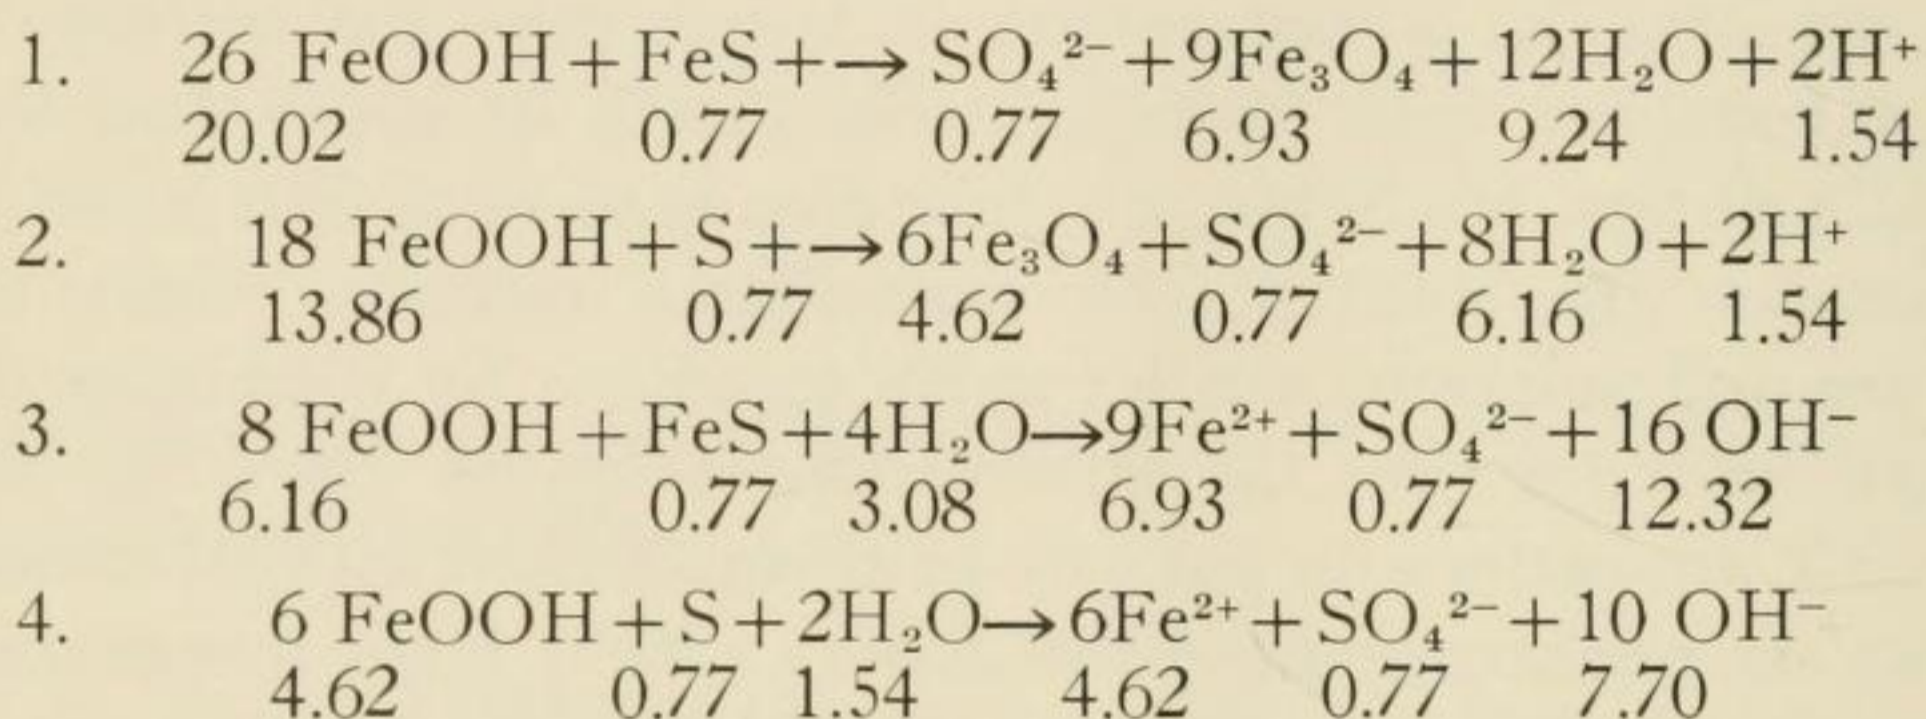 1. 26 FeOOH+FeS+→ SO₄²⁻+9Fe₃O₄+12H₂O+2H⁺
20.02 0.77 0.77 6.93 9.24 1.54
2. 18 FeOOH+S+→6Fe₃O₄+SO₄²⁻+8H₂O+2H⁺
13.86 0.77 4.62 0.77 6.16 1.54
3. 8 FeOOH+FeS+4H₂O→9Fe²⁺+SO₄²⁻+16 OH⁻
6.16 0.77 3.08 6.93 0.77 12.32
4. 6 FeOOH+S+2H₂O→6Fe²⁺+SO₄²⁻+10 OH⁻
4.62 0.77 1.54 4.62 0.77 7.70